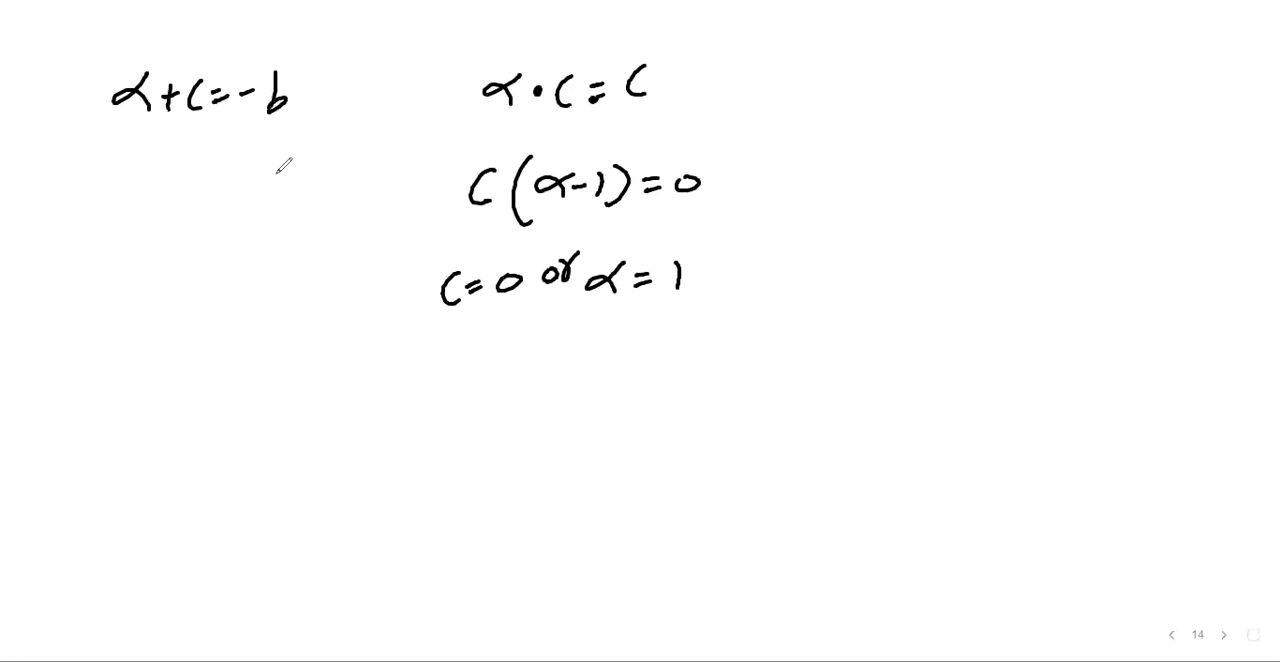 α+c=-b
α·c=c
c(α-1)=0
c=0 or α=1
14